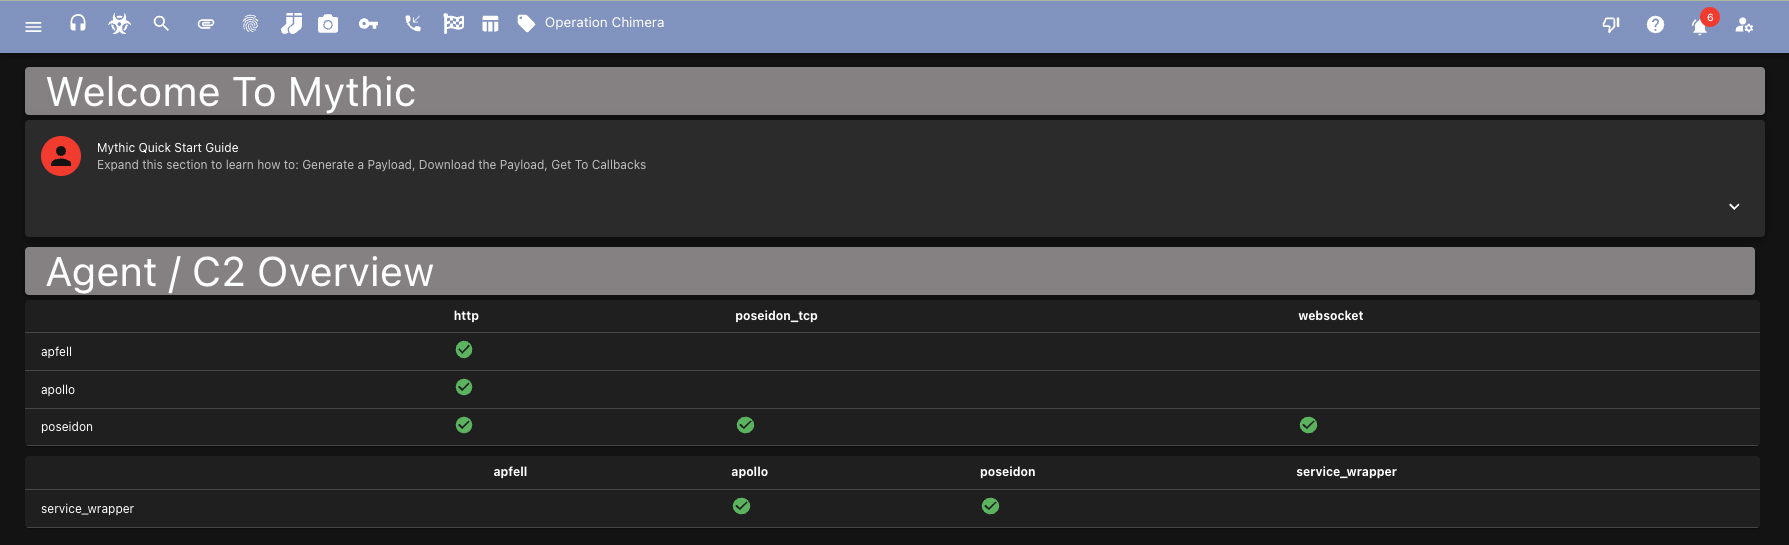 Operation Chimera
6
Welcome To Mythic
Mythic Quick Start Guide
Expand this section to learn how to: Generate a Payload, Download the Payload, Get To Callbacks
Agent / C2 Overview
http poseidon_tcp websocket
apfell
apollo
poseidon
apfell apollo poseidon service_wrapper
service_wrapper